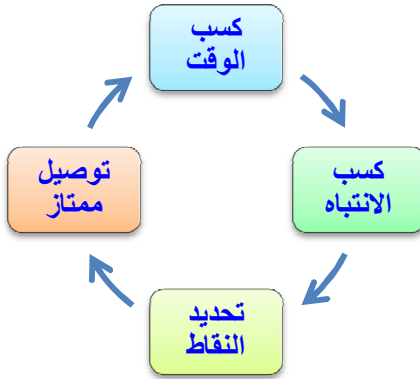 كسب
الوقت
كسب
الانتباه
تحديد
النقاط
توصيل
ممتاز